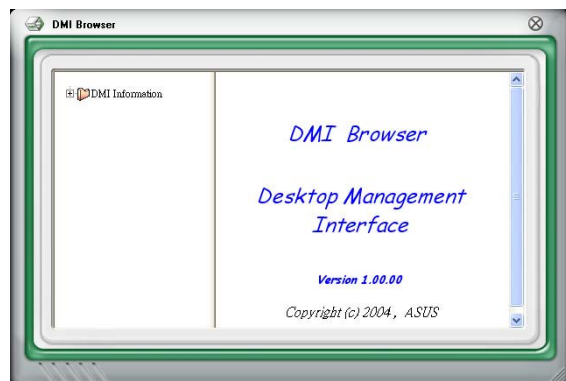 DMI Browser
DMI Information
DMI Browser
Desktop Management
Interface
Version 1.00.00
Copyright (c) 2004, ASUS